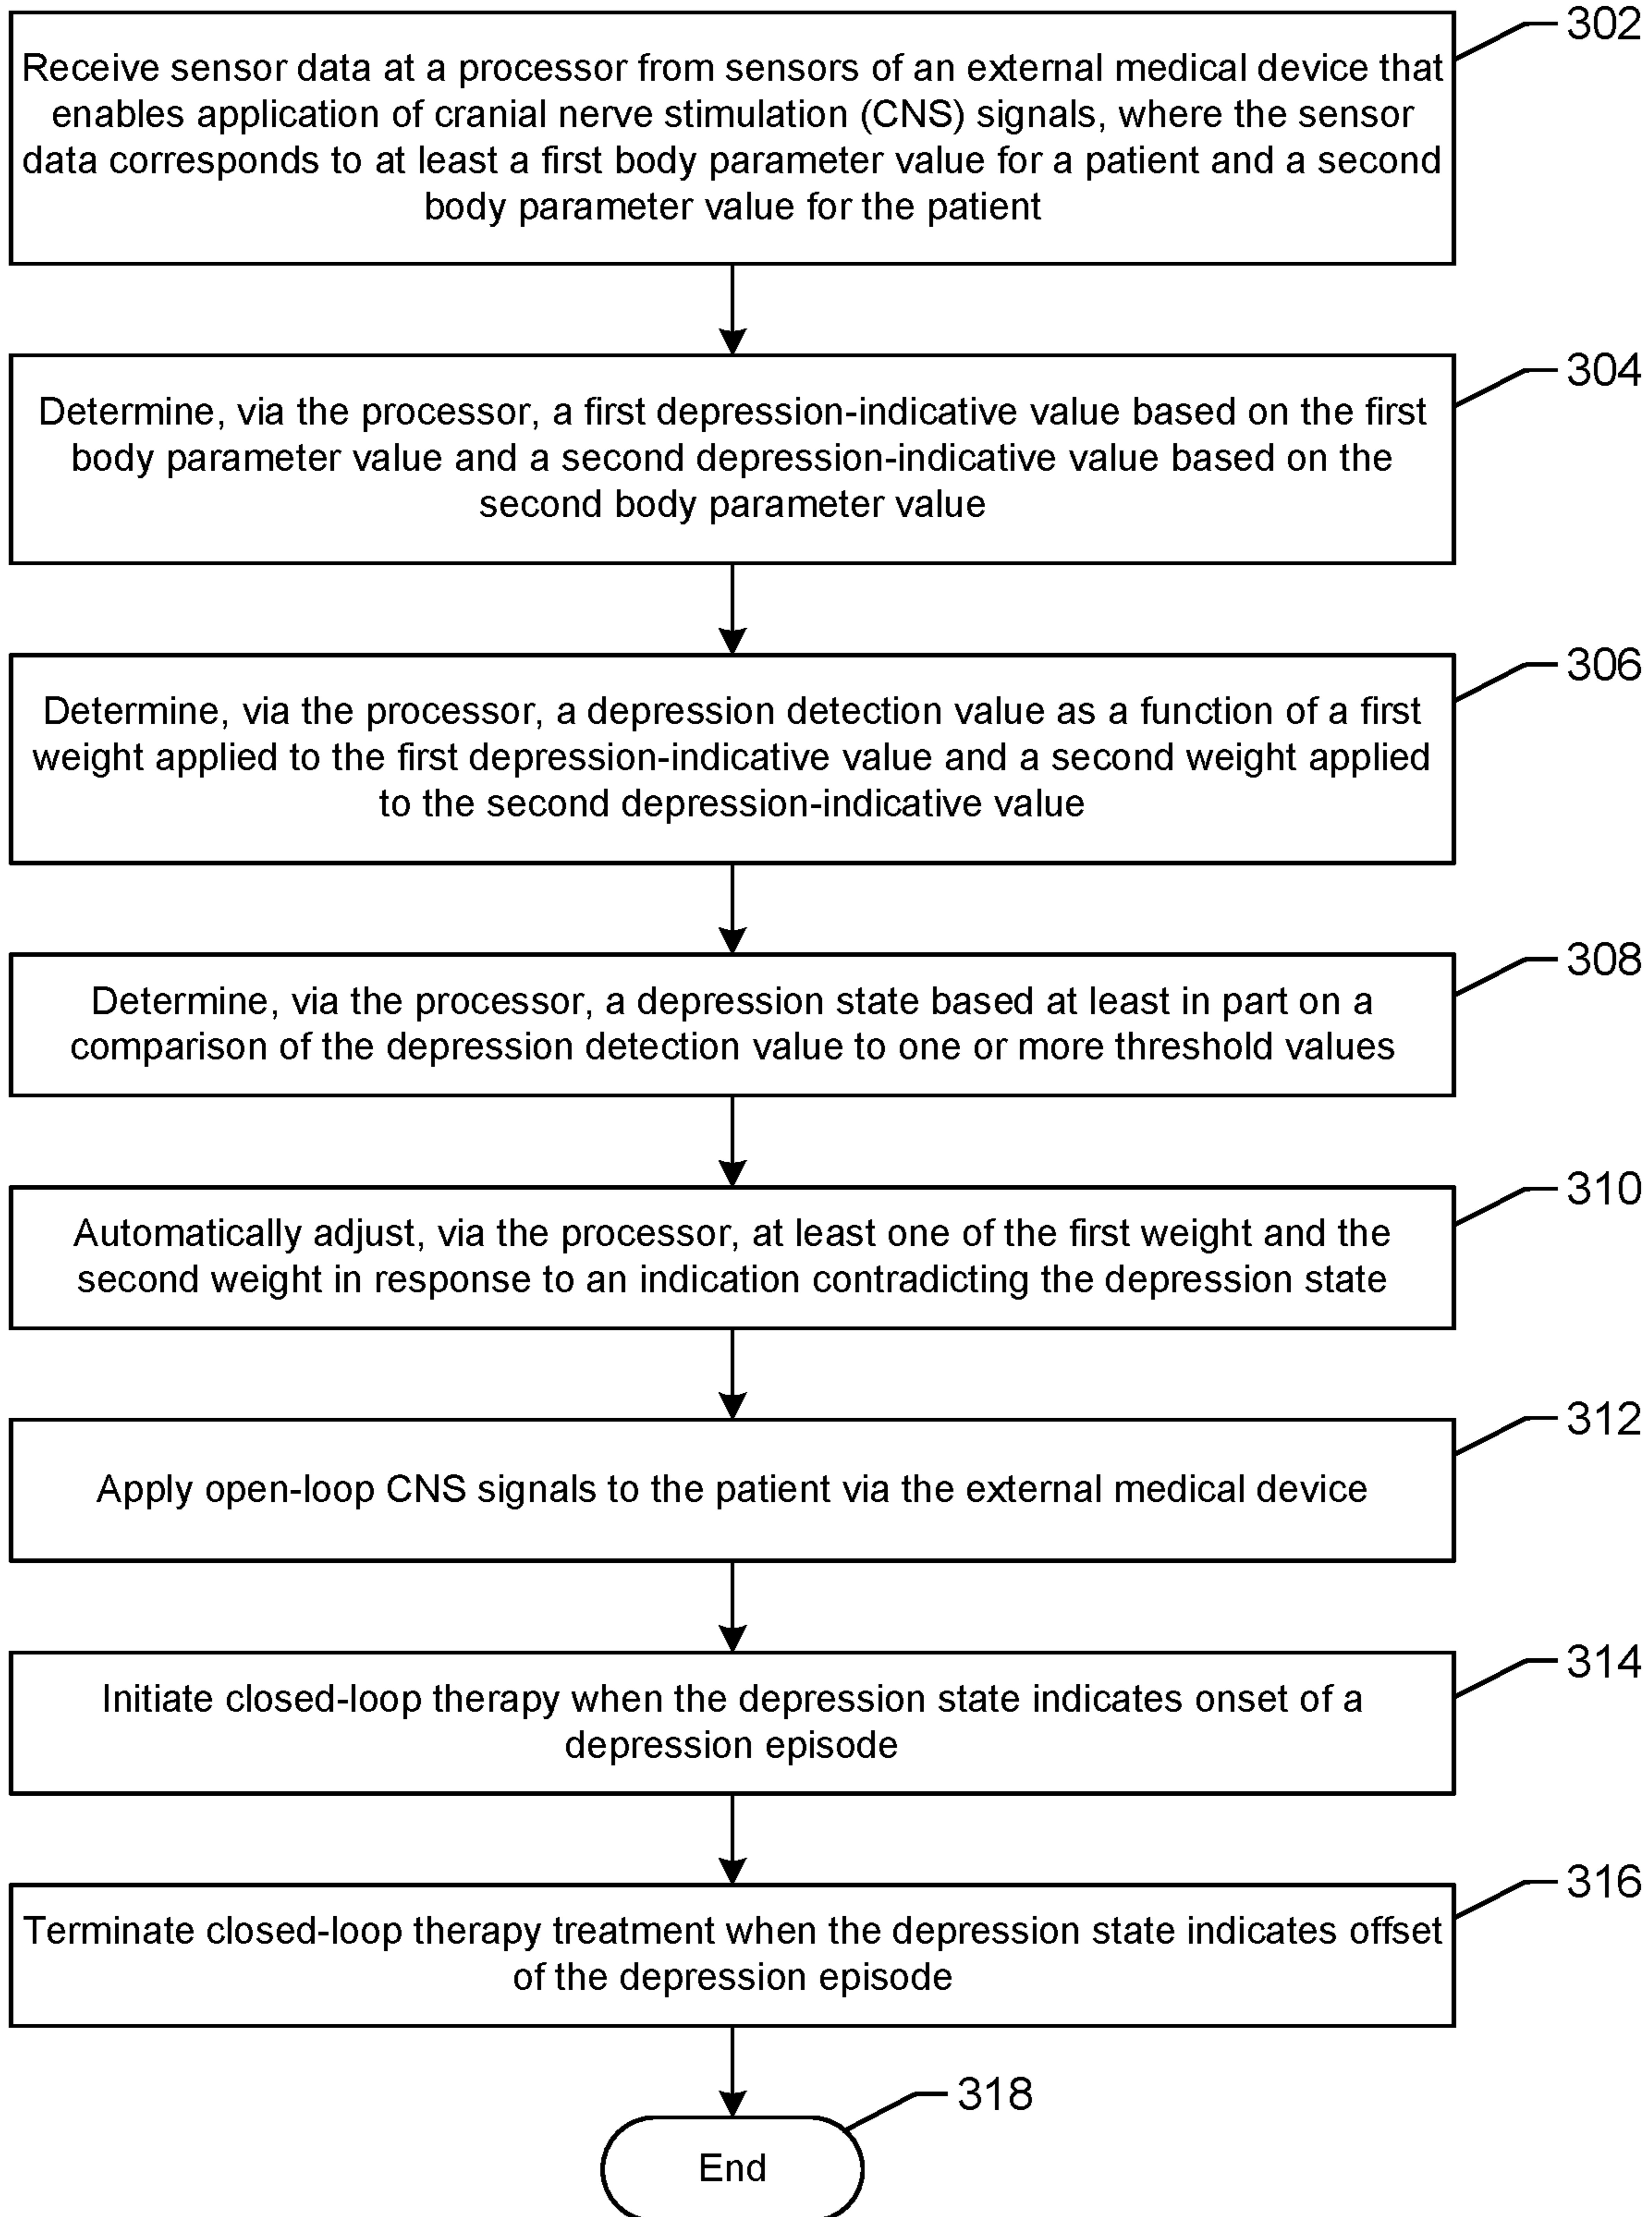 302
Receive sensor data at a processor from sensors of an external medical device that
enables application of cranial nerve stimulation (CNS) signals, where the sensor
data corresponds to at least a first body parameter value for a patient and a second
body parameter value for the patient
304
Determine, via the processor, a first depression-indicative value based on the first
body parameter value and a second depression-indicative value based on the
second body parameter value
306
Determine, via the processor, a depression detection value as a function of a first
weight applied to the first depression-indicative value and a second weight applied
to the second depression-indicative value
308
Determine, via the processor, a depression state based at least in part on a
comparison of the depression detection value to one or more threshold values
310
Automatically adjust, via the processor, at least one of the first weight and the
second weight in response to an indication contradicting the depression state
312
Apply open-loop CNS signals to the patient via the external medical device
314
Initiate closed-loop therapy when the depression state indicates onset of a
depression episode
316
Terminate closed-loop therapy treatment when the depression state indicates offset
of the depression episode
318
End